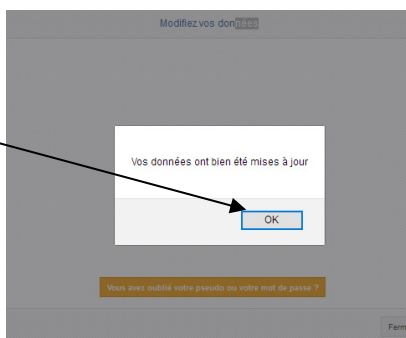 Modifiez vos données
Vos données ont bien été mises à jour
OK
Vous avez oublié votre pseudo ou votre mot de passe ?
Ferm